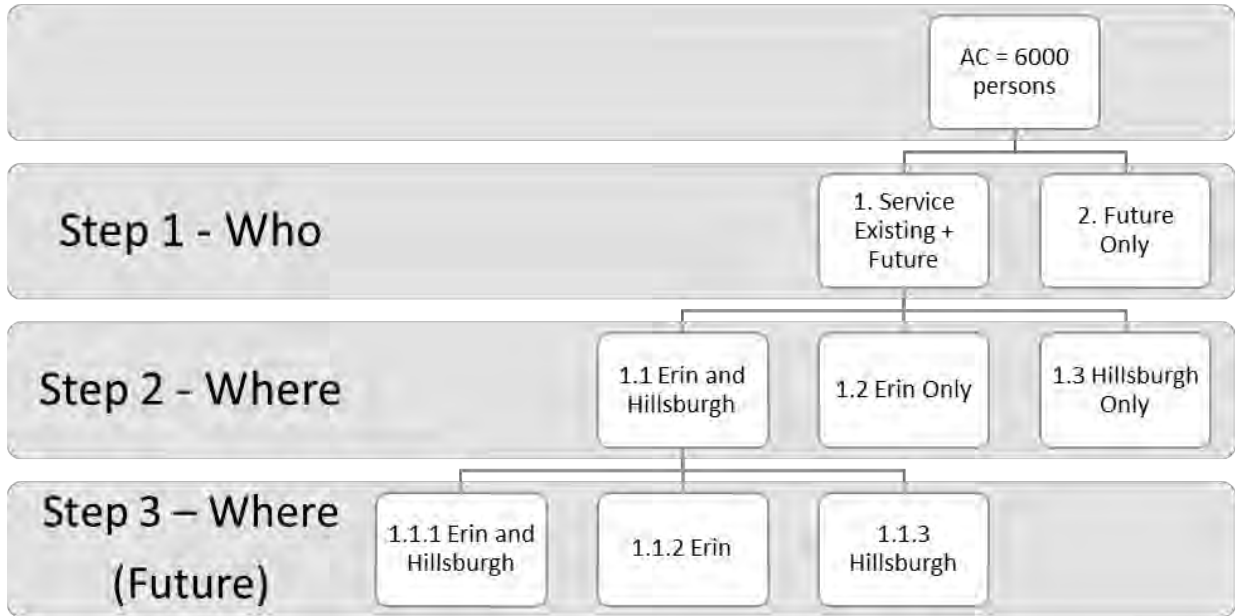 AC = 6000
persons
Step 1 - Who
1. Service
Existing +
Future
2. Future
Only
Step 2 - Where
1.1 Erin and
Hillsburgh
1.2 Erin Only
1.3 Hillsburgh
Only
Step 3 – Where
(Future)
1.1.1 Erin and
Hillsburgh
1.1.2 Erin
1.1.3
Hillsburgh